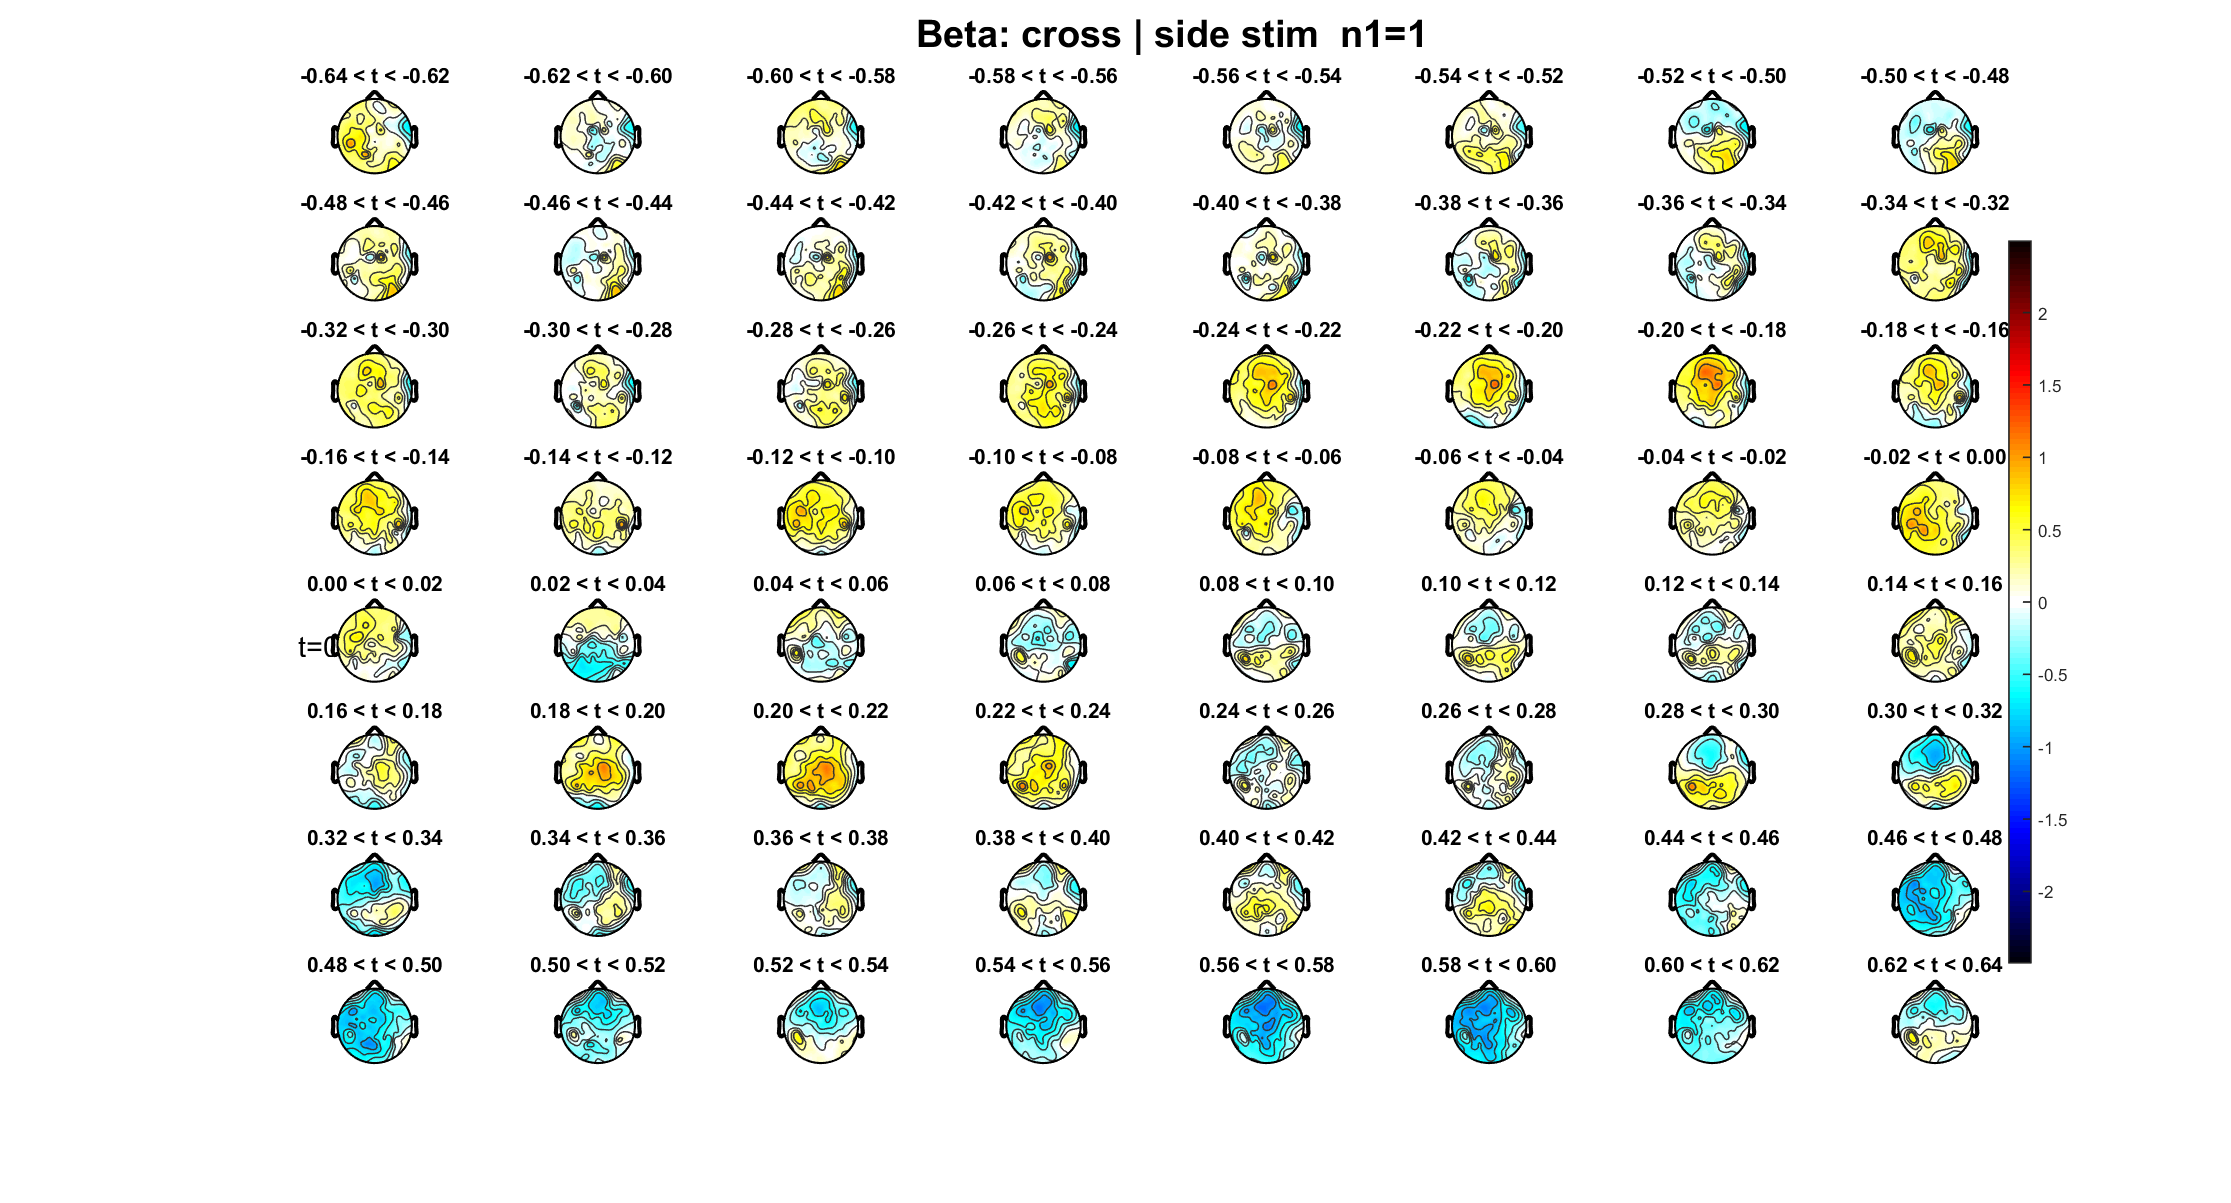 Beta: cross | side stim  n1=1
-0.64 < t < -0.62 -0.62 < t < -0.60 -0.60 < t < -0.58 -0.58 < t < -0.56 -0.56 < t < -0.54 -0.54 < t < -0.52 -0.52 < t < -0.50 -0.50 < t < -0.48
-0.48 < t < -0.46 -0.46 < t < -0.44 -0.44 < t < -0.42 -0.42 < t < -0.40 -0.40 < t < -0.38 -0.38 < t < -0.36 -0.36 < t < -0.34 -0.34 < t < -0.32
-0.32 < t < -0.30 -0.30 < t < -0.28 -0.28 < t < -0.26 -0.26 < t < -0.24 -0.24 < t < -0.22 -0.22 < t < -0.20 -0.20 < t < -0.18 -0.18 < t < -0.16
-0.16 < t < -0.14 -0.14 < t < -0.12 -0.12 < t < -0.10 -0.10 < t < -0.08 -0.08 < t < -0.06 -0.06 < t < -0.04 -0.04 < t < -0.02 -0.02 < t < 0.00
0.00 < t < 0.02 0.02 < t < 0.04 0.04 < t < 0.06 0.06 < t < 0.08 0.08 < t < 0.10 0.10 < t < 0.12 0.12 < t < 0.14 0.14 < t < 0.16
t=0
0.16 < t < 0.18 0.18 < t < 0.20 0.20 < t < 0.22 0.22 < t < 0.24 0.24 < t < 0.26 0.26 < t < 0.28 0.28 < t < 0.30 0.30 < t < 0.32
0.32 < t < 0.34 0.34 < t < 0.36 0.36 < t < 0.38 0.38 < t < 0.40 0.40 < t < 0.42 0.42 < t < 0.44 0.44 < t < 0.46 0.46 < t < 0.48
0.48 < t < 0.50 0.50 < t < 0.52 0.52 < t < 0.54 0.54 < t < 0.56 0.56 < t < 0.58 0.58 < t < 0.60 0.60 < t < 0.62 0.62 < t < 0.64
2
1.5
1
0.5
0
-0.5
-1
-1.5
-2